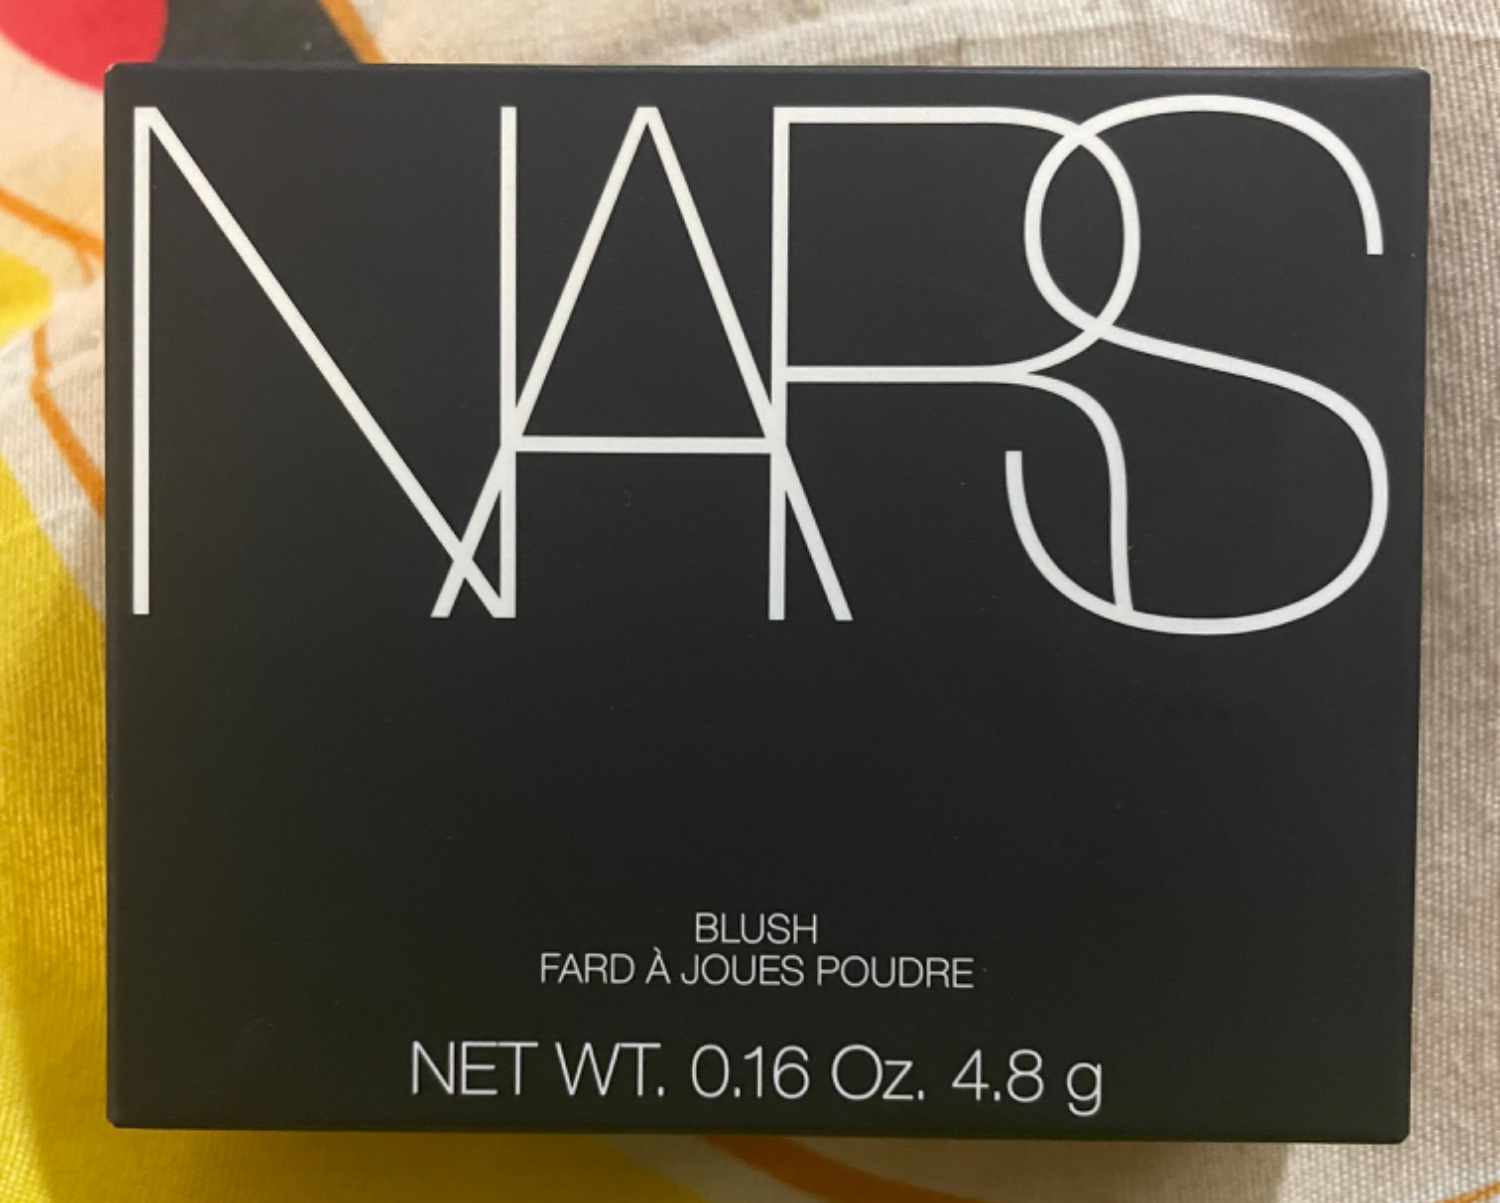 NARS
BLUSH
FARD À JOUES POUDRE
NET WT. 0.16 Oz. 4.8 g